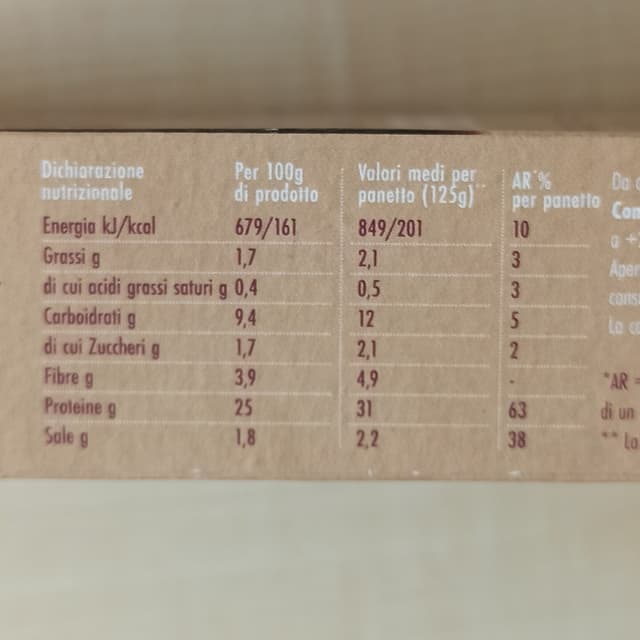 Dichiarazione nutrizionale Per 100g di prodotto Valori medi per panetto (125g)** AR*% per panetto
Energia kJ/kcal 679/161 849/201 10
Grassi g 1,7 2,1 3
di cui acidi grassi saturi g 0,4 0,5 3
Carboidrati g 9,4 12 5
di cui Zuccheri g 1,7 2,1 2
Fibre g 3,9 4,9 -
Proteine g 25 31 63
Sale g 1,8 2,2 38
Da
a +
*AR =
di un
** La